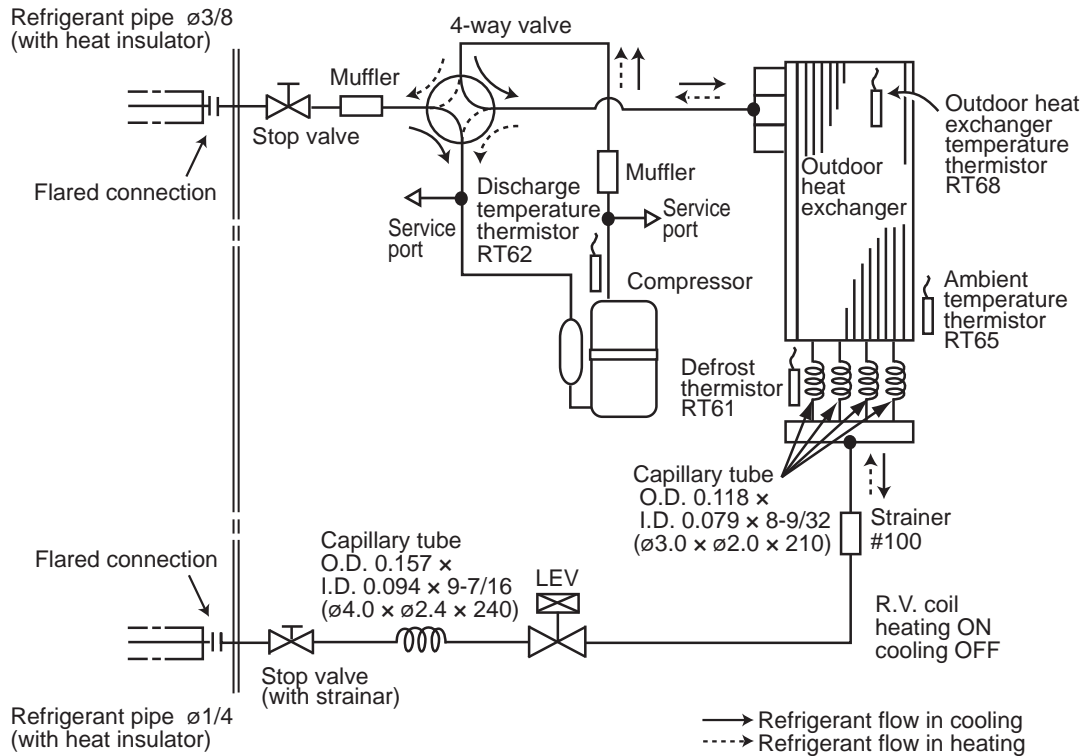 Refrigerant pipe ø3/8
(with heat insulator)
4-way valve
Muffler
Stop valve
Flared connection
Outdoor heat
exchanger
temperature
thermistor
RT68
Outdoor
heat
exchanger
Muffler
Discharge
temperature
thermistor
RT62
Service
port
Service
port
Compressor
Ambient
temperature
thermistor
RT65
Defrost
thermistor
RT61
Capillary tube
O.D. 0.118 ×
I.D. 0.079 × 8-9/32
(ø3.0 × ø2.0 × 210)
Strainer
#100
Flared connection
Capillary tube
O.D. 0.157 ×
I.D. 0.094 × 9-7/16
(ø4.0 × ø2.4 × 240)
LEV
R.V. coil
heating ON
cooling OFF
Stop valve
(with strainar)
Refrigerant pipe ø1/4
(with heat insulator)
Refrigerant flow in cooling
Refrigerant flow in heating